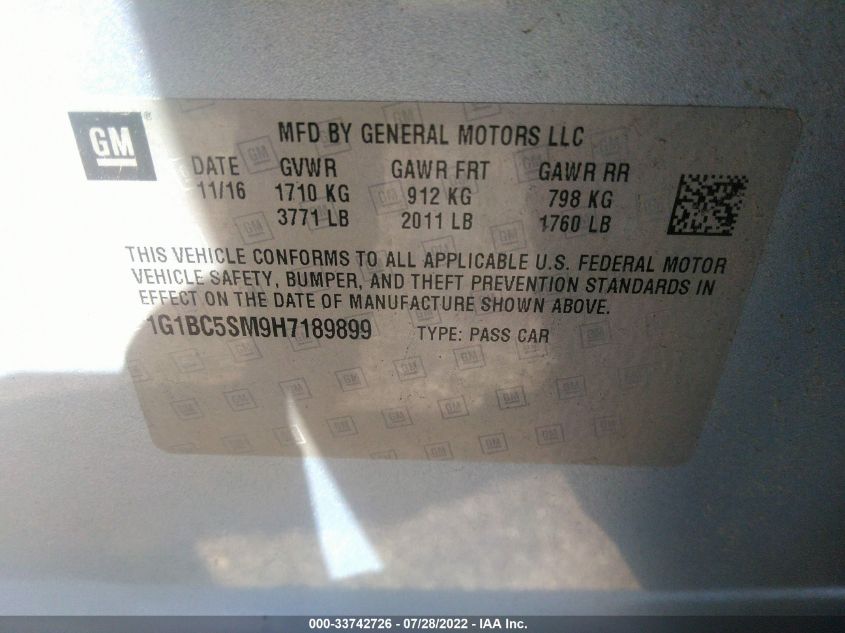 GM®
MFD BY GENERAL MOTORS LLC
DATE GVWR GAWR FRT GAWR RR
11/16 1710 KG 912 KG 798 KG
3771 LB 2011 LB 1760 LB
THIS VEHICLE CONFORMS TO ALL APPLICABLE U.S. FEDERAL MOTOR
VEHICLE SAFETY, BUMPER, AND THEFT PREVENTION STANDARDS IN
EFFECT ON THE DATE OF MANUFACTURE SHOWN ABOVE.
1G1BC5SM9H7189899 TYPE: PASS CAR
000-33742726 - 07/28/2022 - IAA Inc.